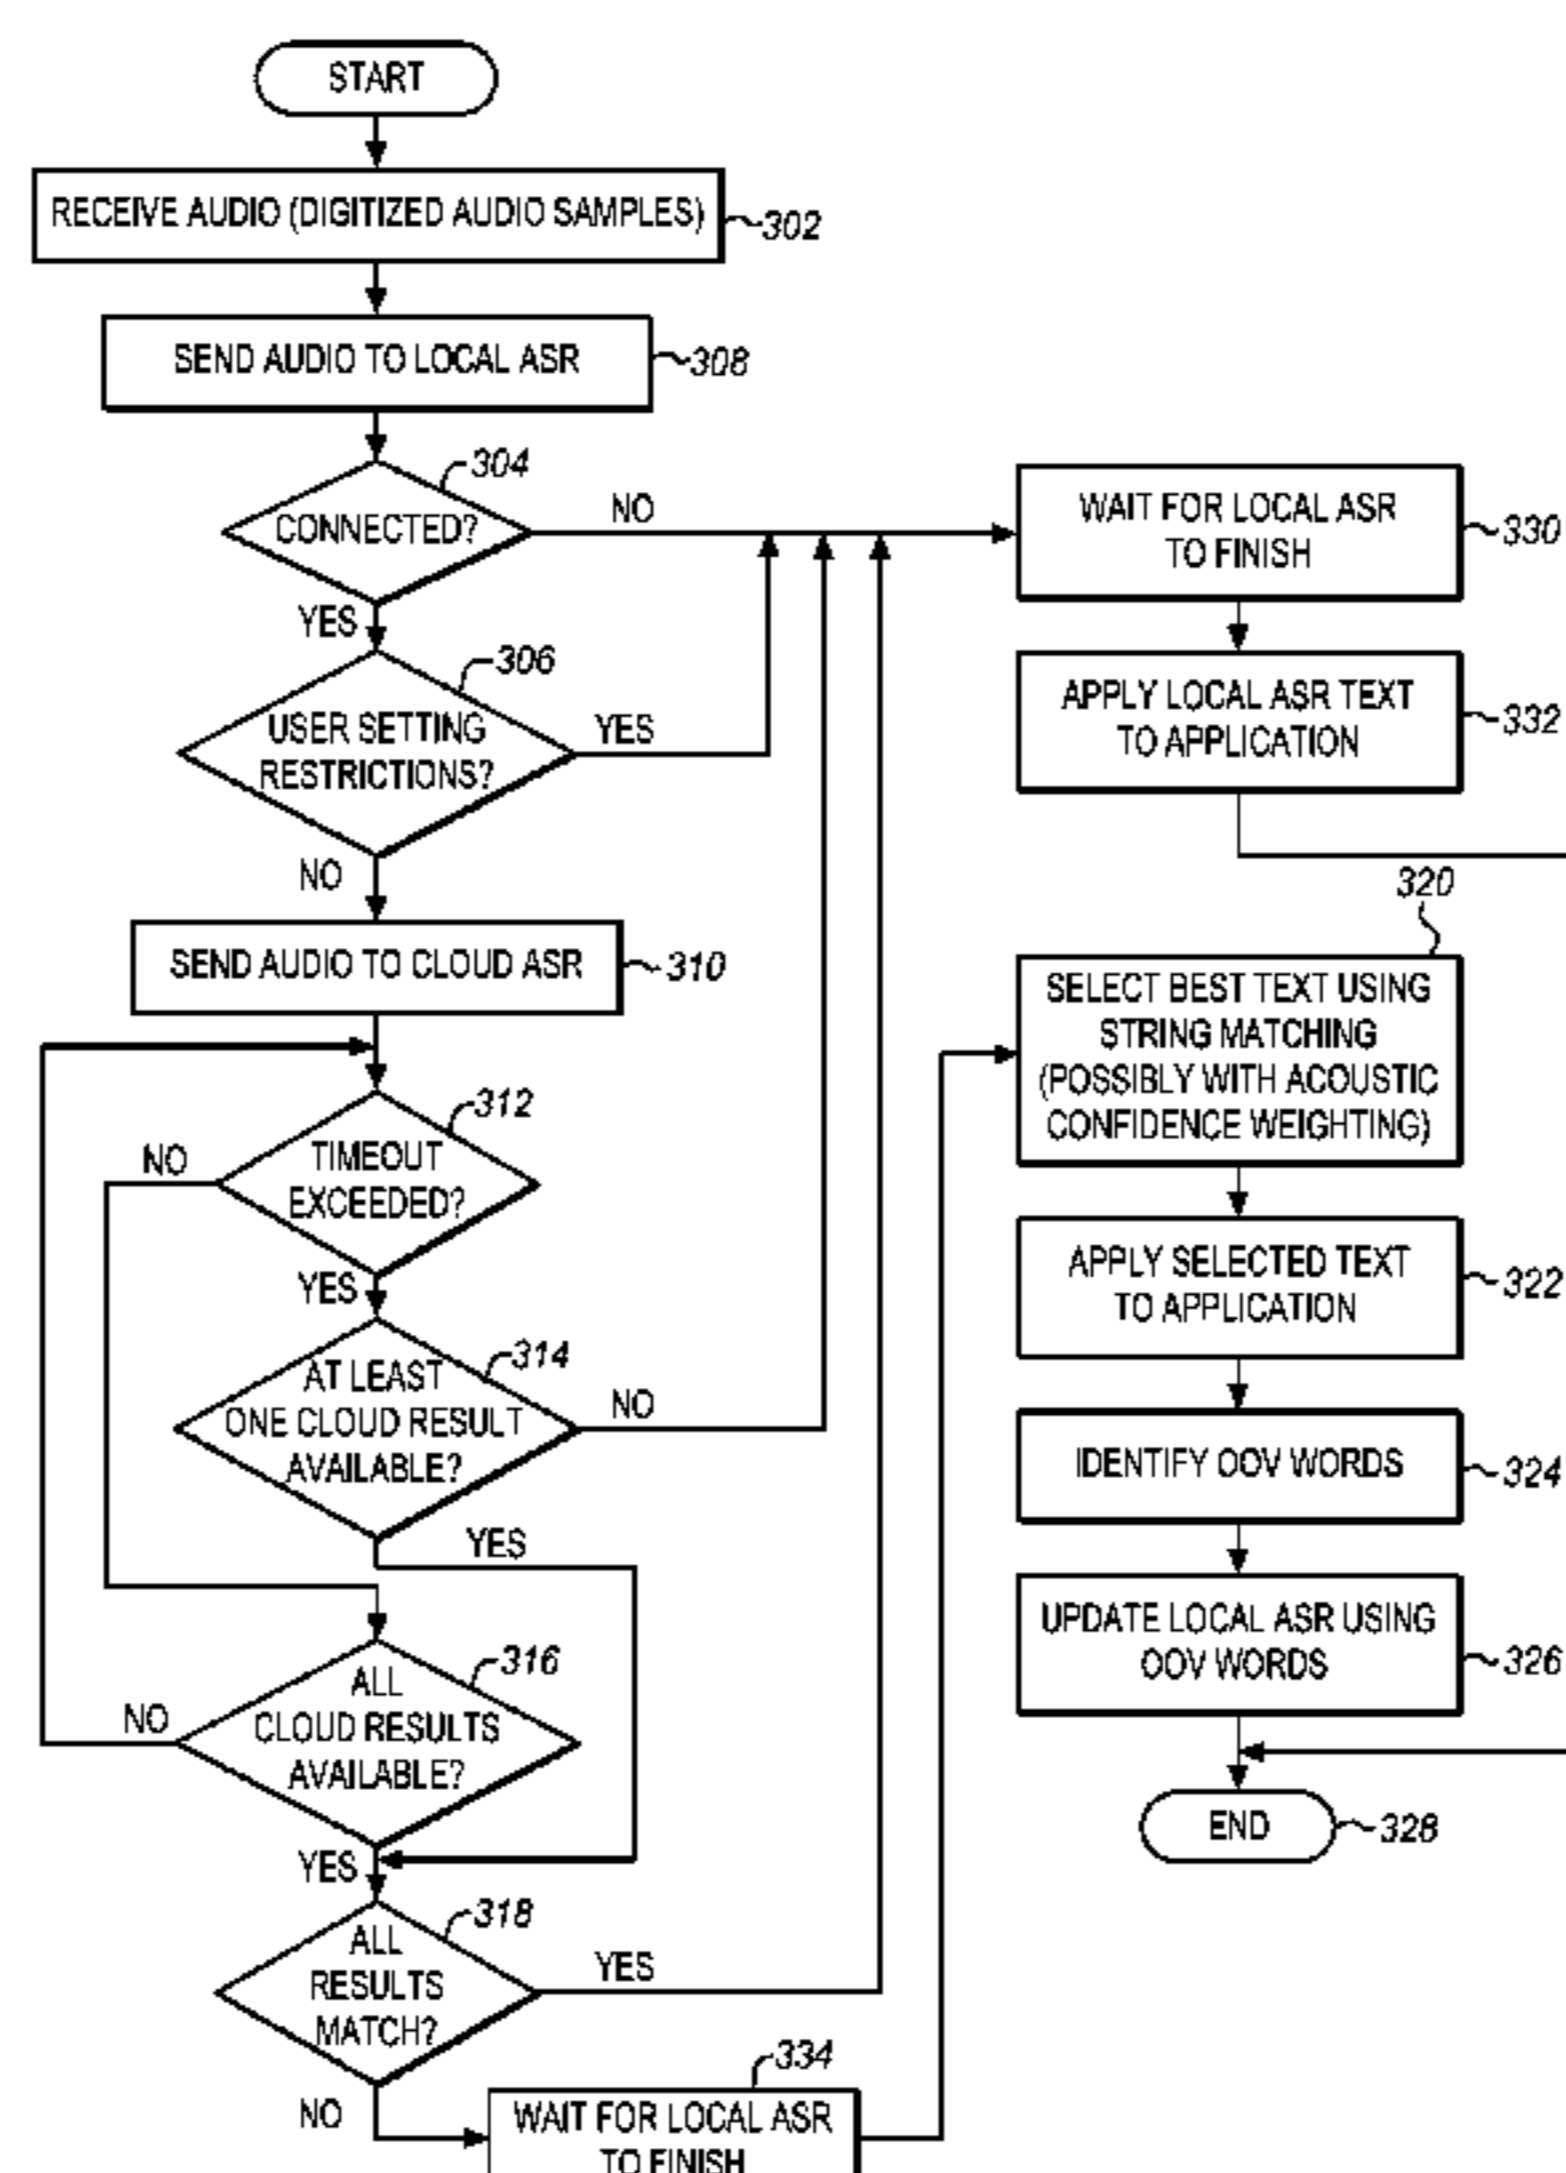 START
RECEIVE AUDIO (DIGITIZED AUDIO SAMPLES)
302
SEND AUDIO TO LOCAL ASR
308
304
CONNECTED?
NO
YES
306
USER SETTING
RESTRICTIONS?
YES
NO
SEND AUDIO TO CLOUD ASR
310
312
TIMEOUT
EXCEEDED?
NO
YES
314
AT LEAST
ONE CLOUD RESULT
AVAILABLE?
NO
YES
316
ALL
CLOUD RESULTS
AVAILABLE?
NO
YES
318
ALL
RESULTS
MATCH?
YES
NO
334
WAIT FOR LOCAL ASR
TO FINISH
WAIT FOR LOCAL ASR
TO FINISH
330
APPLY LOCAL ASR TEXT
TO APPLICATION
332
320
SELECT BEST TEXT USING
STRING MATCHING
(POSSIBLY WITH ACOUSTIC
CONFIDENCE WEIGHTING)
APPLY SELECTED TEXT
TO APPLICATION
322
IDENTIFY OOV WORDS
324
UPDATE LOCAL ASR USING
OOV WORDS
326
END
328